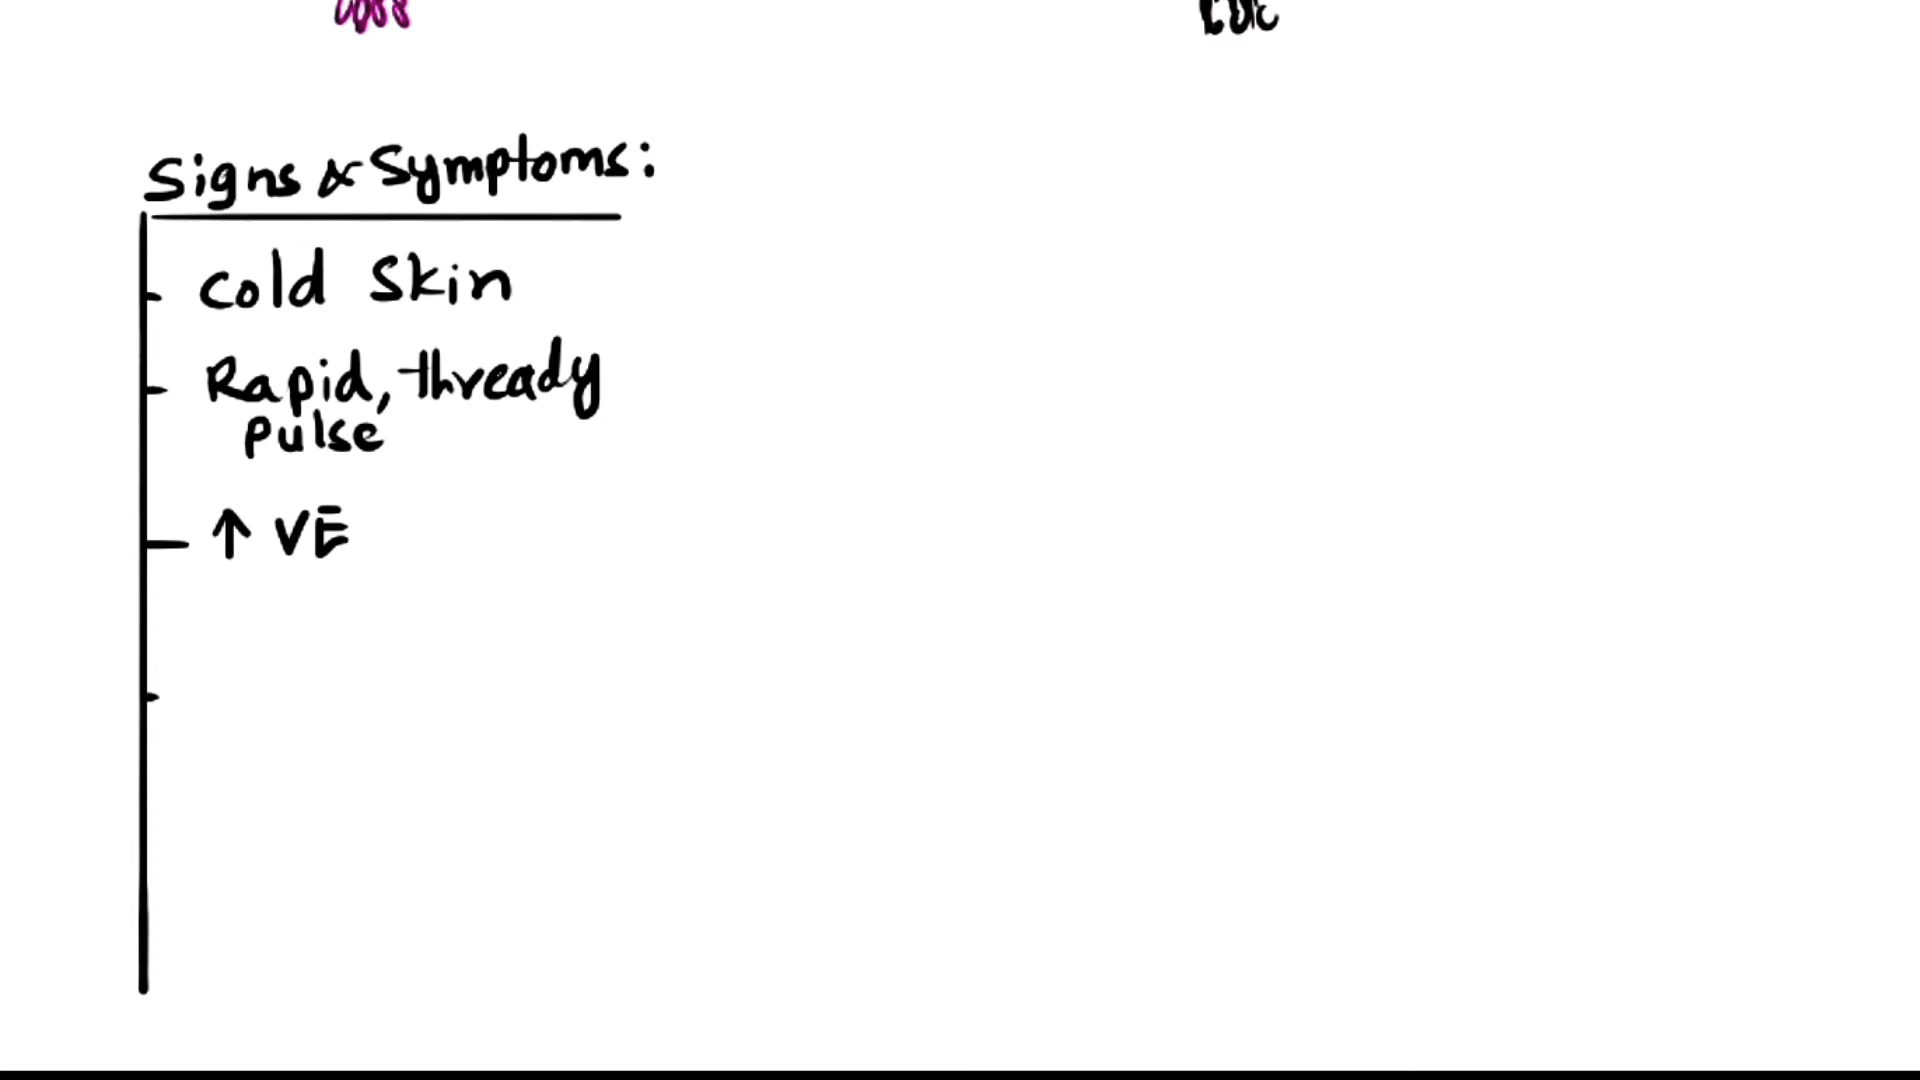 Signs & Symptoms:
Cold Skin
Rapid, thready
Pulse
↑ VE